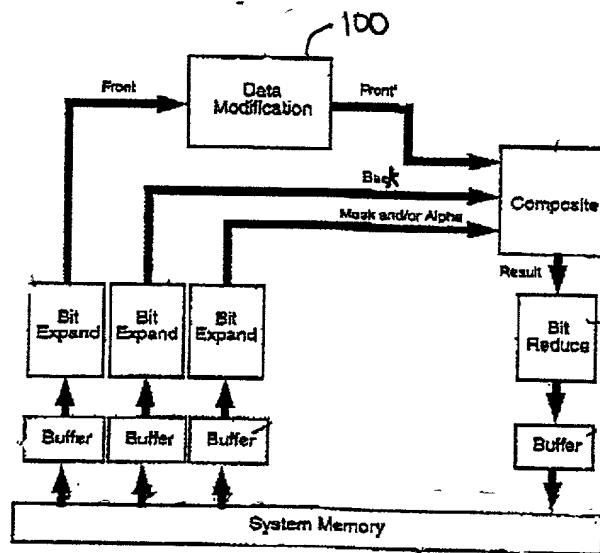 100
Front
Data
Modification
Front'
Back
Mask and/or Alpha
Composite
Result
Bit
Expand
Bit
Expand
Bit
Expand
Bit
Reduce
Buffer
Buffer
Buffer
Buffer
System Memory